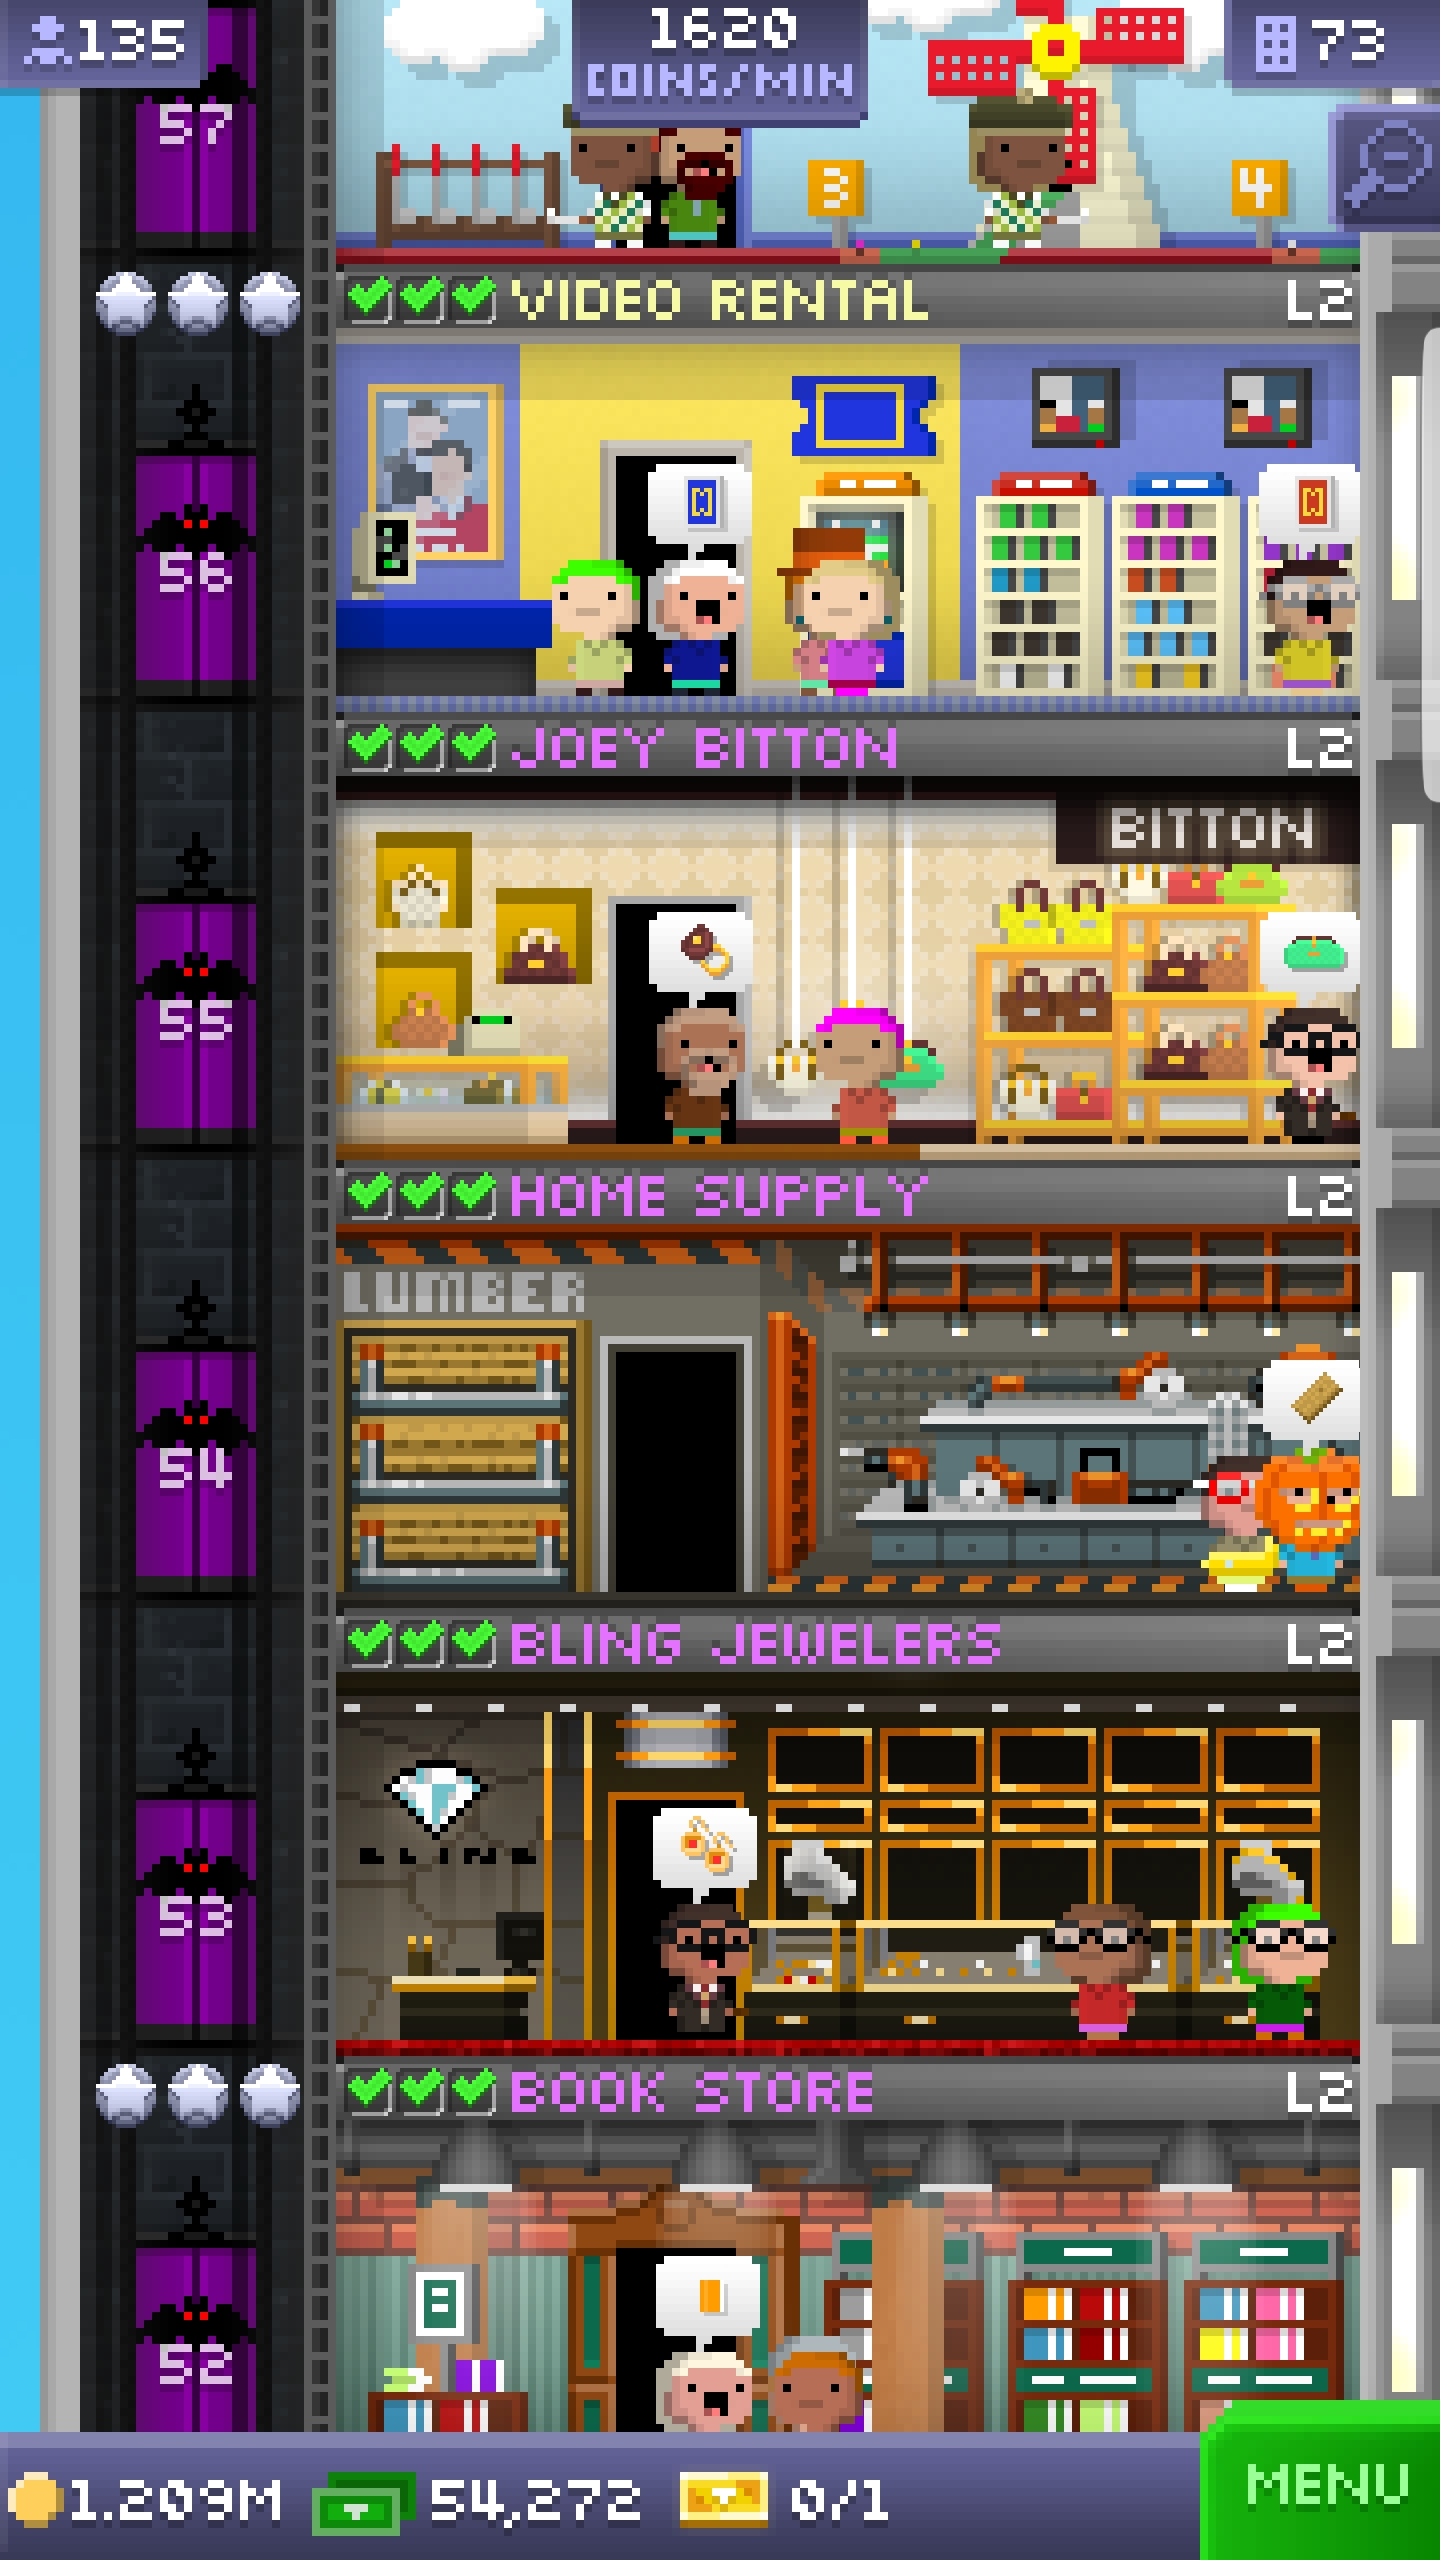 135
1620
COINS/MIN
73
57
3
4
VIDEO RENTAL
L2
56
JOEY BITTON
L2
BITTON
55
HOME SUPPLY
L2
LUMBER
54
BLING JEWELERS
L2
BLING
53
BOOK STORE
L2
52
1.209M
54,272
0/1
MENU